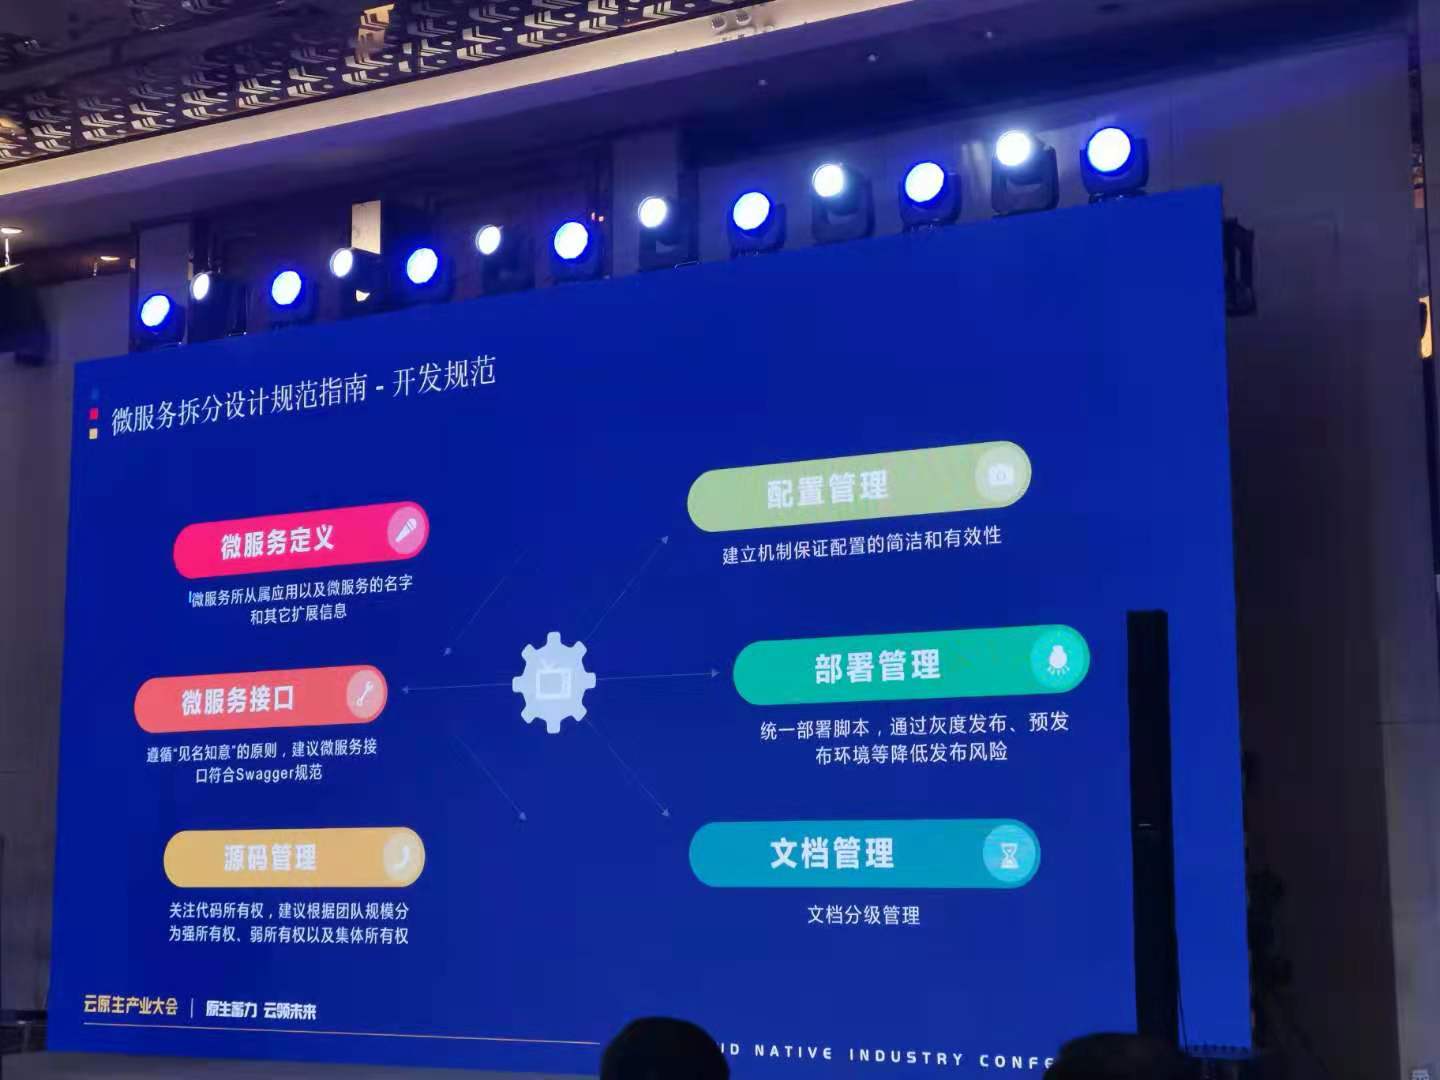 微服务拆分设计规范指南 - 开发规范
微服务定义
微服务所从属应用以及微服务的名字
和其它扩展信息
微服务接口
遵循“见名知意”的原则，建议微服务接
口符合Swagger规范
源码管理
关注代码所有权，建议根据团队规模分
为强所有权、弱所有权以及集体所有权
配置管理
建立机制保证配置的简洁和有效性
部署管理
统一部署脚本，通过灰度发布、预发
布环境等降低发布风险
文档管理
文档分级管理
云原生产业大会 | 原生蓄力 云领未来
NATIVE INDUSTRY